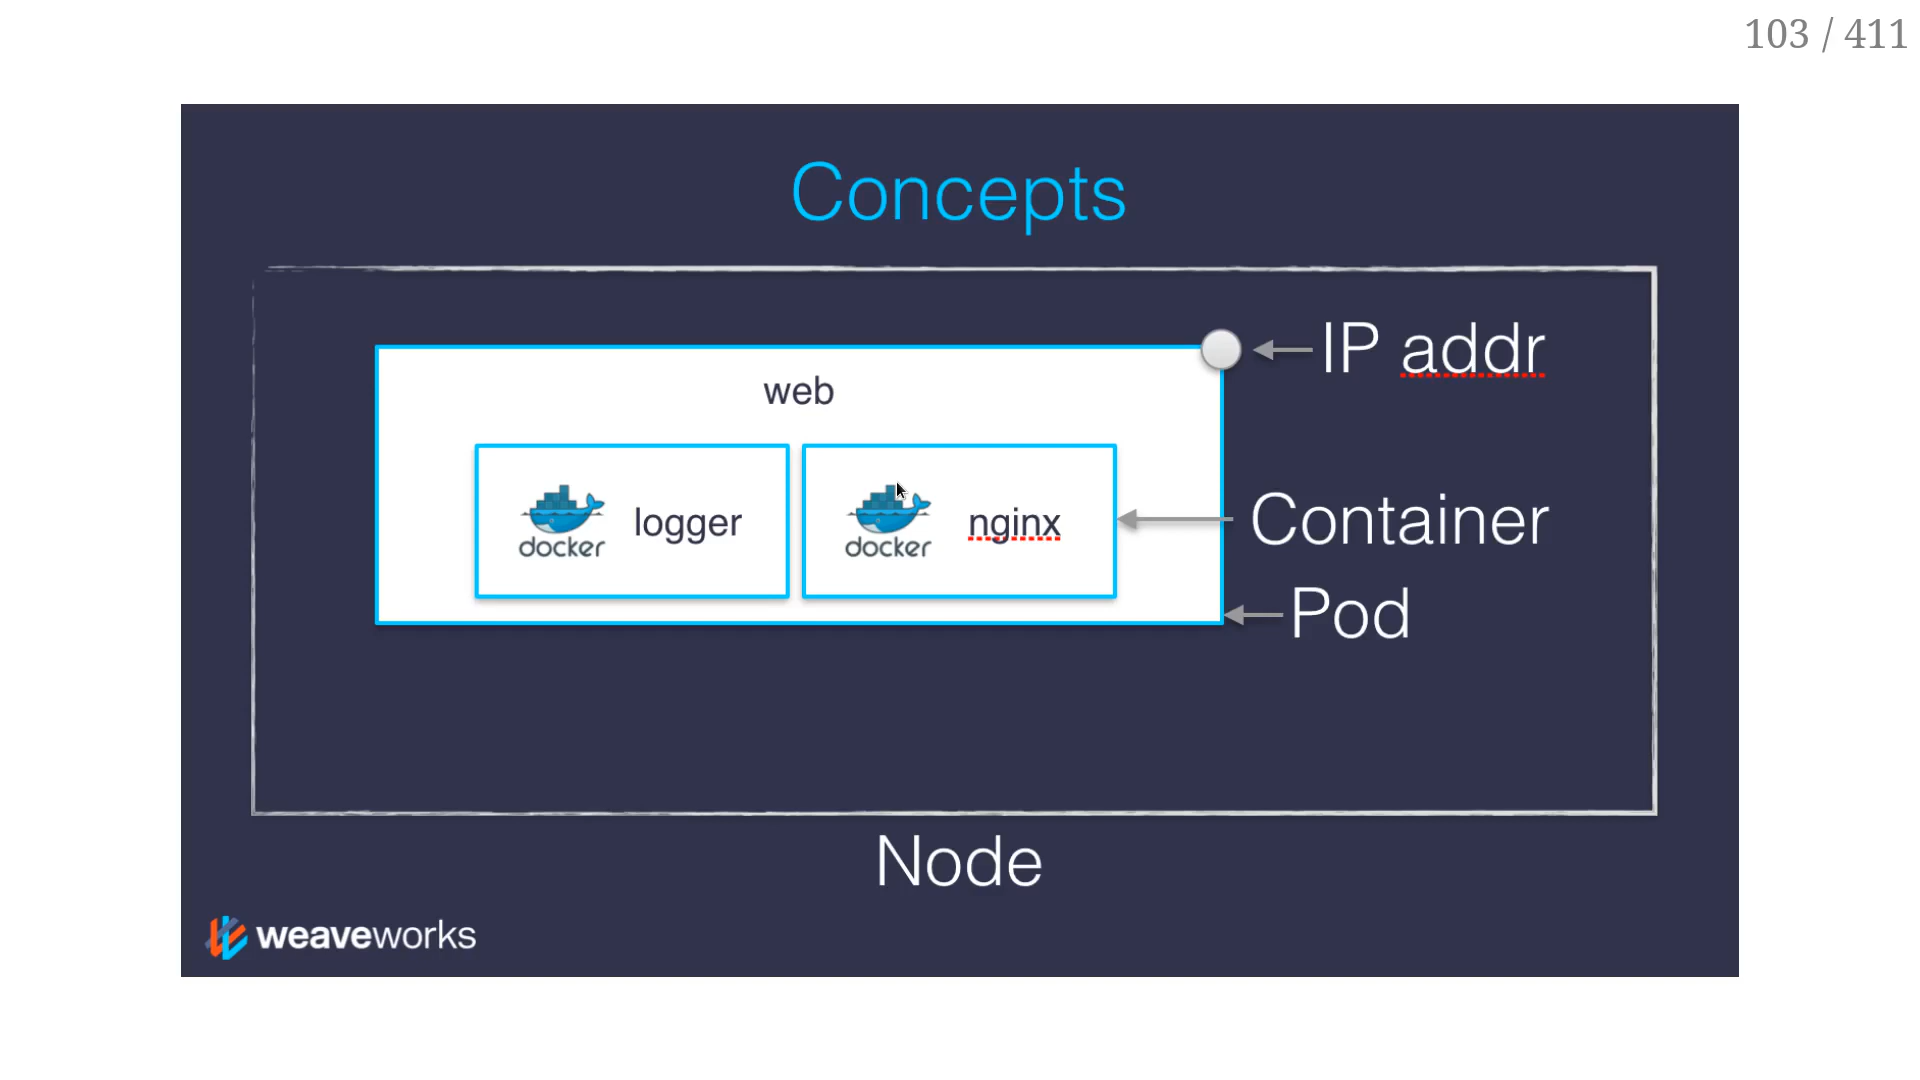 103 / 411
Concepts
IP addr
web
docker logger
docker nginx
Container
Pod
Node
weaveworks